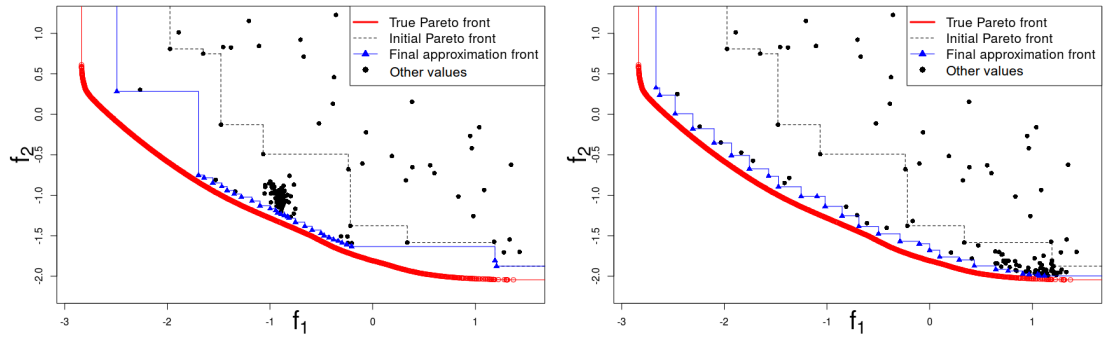 True Pareto front
Initial Pareto front
Final approximation front
Other values
1.0
0.5
0.0
-0.5
-1.0
-1.5
-2.0
f2
-3
-2
-1
0
1
f1
True Pareto front
Initial Pareto front
Final approximation front
Other values
1.0
0.5
0.0
-0.5
-1.0
-1.5
-2.0
f2
-3
-2
-1
0
1
f1